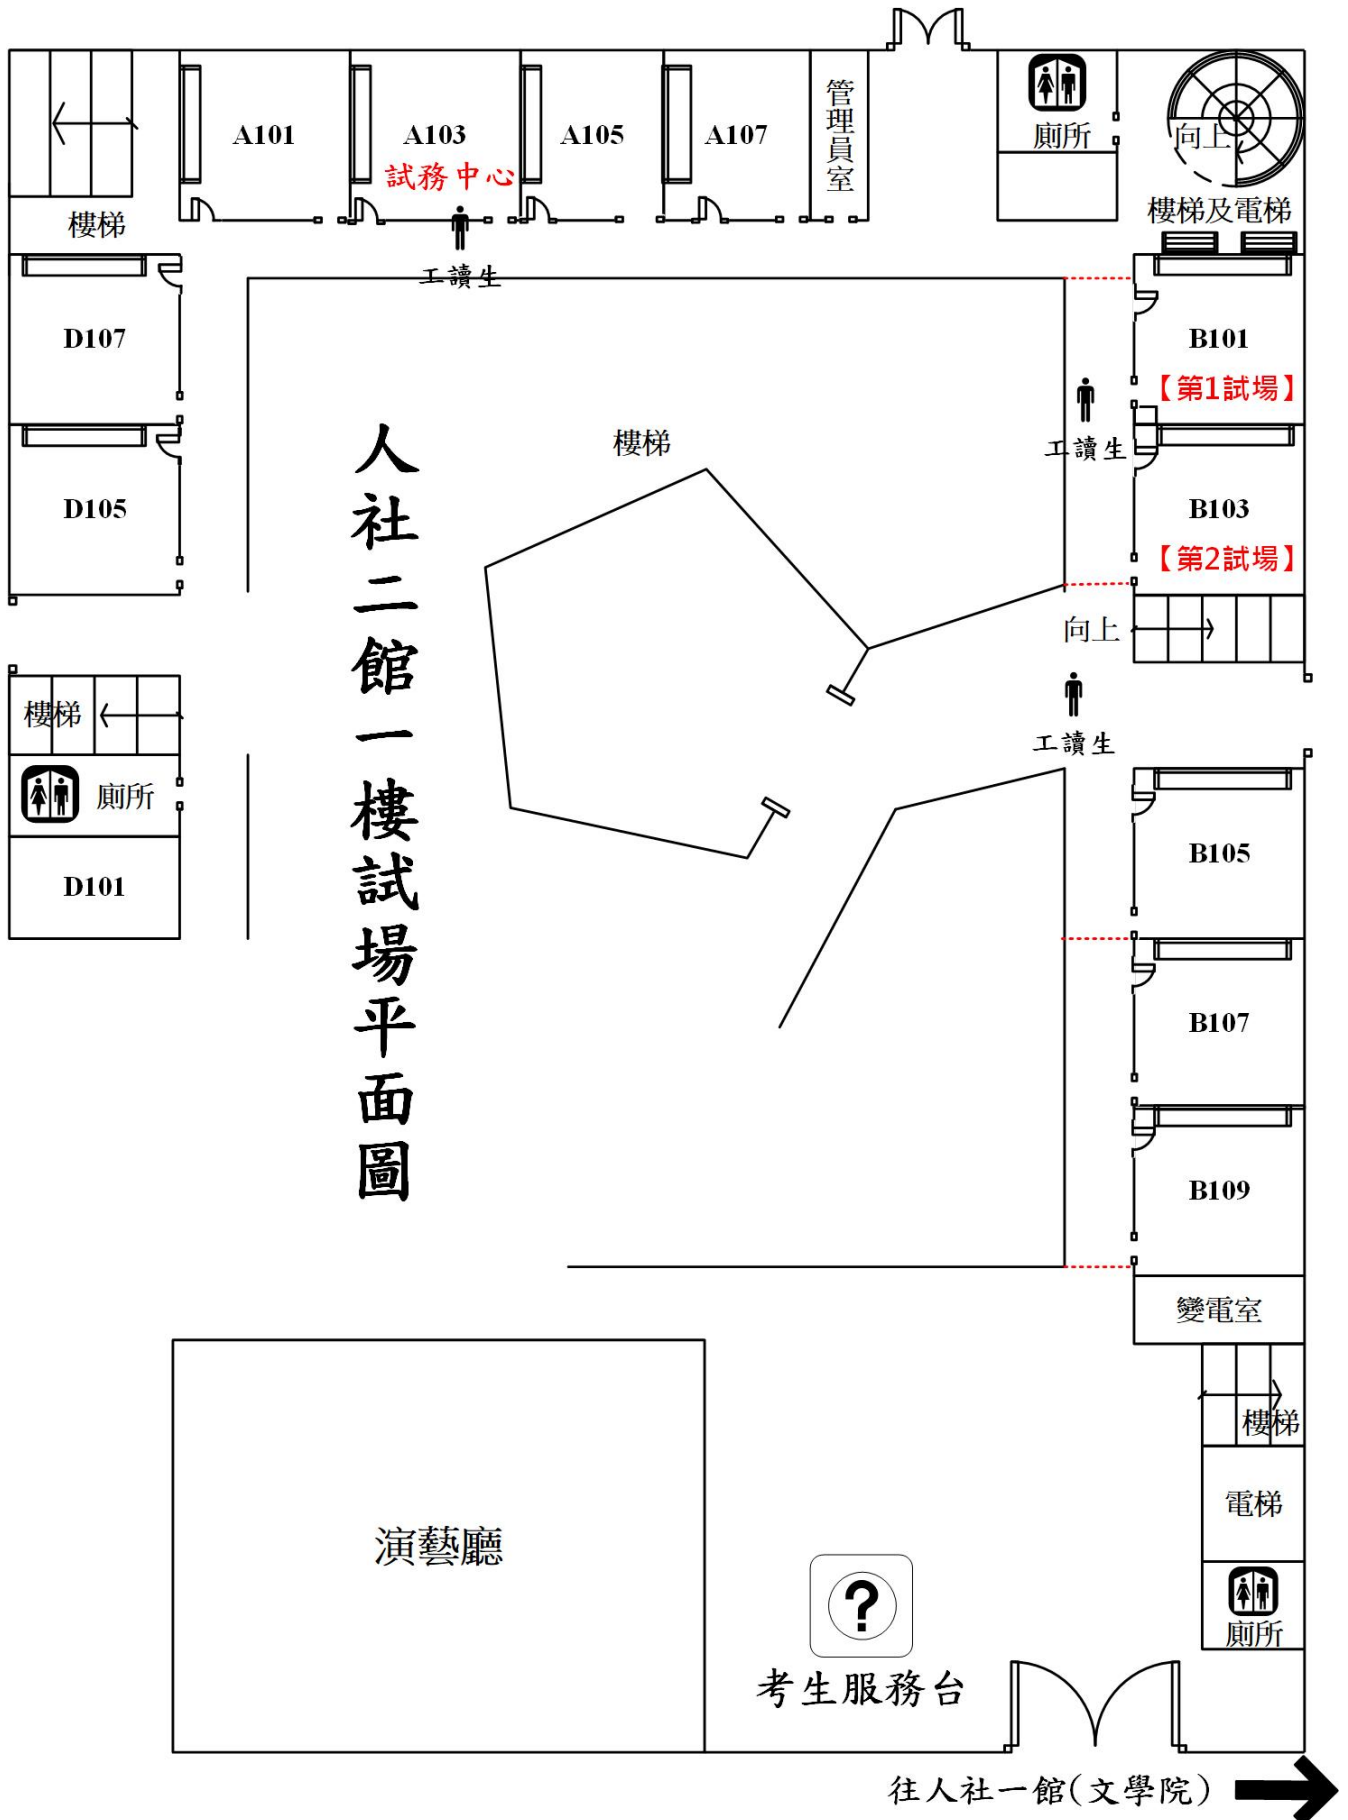 A101
A103
試務中心
A105
A107
管理員室
廁所
向上
樓梯及電梯
樓梯
工讀生
D107
D105
樓梯
廁所
D101
人社二館一樓試場平面圖
樓梯
B101
【第1試場】
工讀生
B103
【第2試場】
向上
工讀生
B105
B107
B109
變電室
樓梯
電梯
廁所
演藝廳
?
考生服務台
往人社一館(文學院)